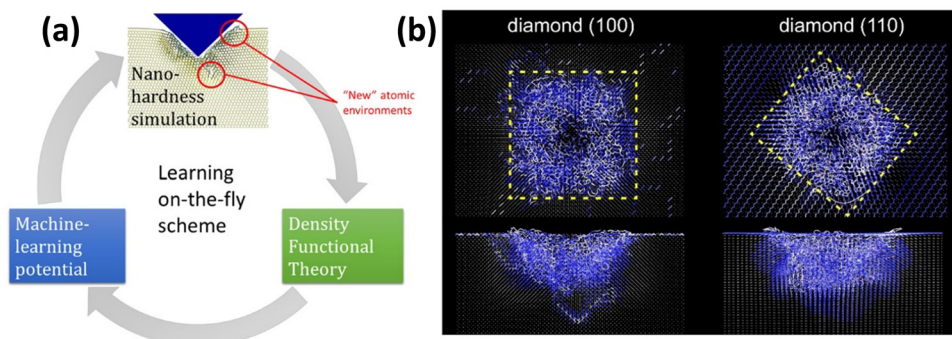 (a)
Nano-
hardness
simulation
"New" atomic
environments
Learning
on-the-fly
scheme
Machine-
learning
potential
Density
Functional
Theory
(b)
diamond (100)
diamond (110)